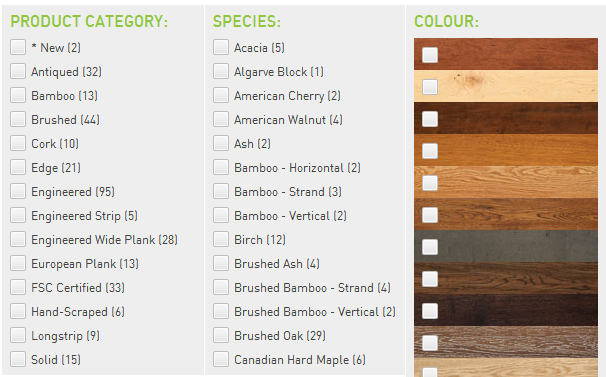 PRODUCT CATEGORY:
* New (2)
Antiqued (32)
Bamboo (13)
Brushed (44)
Cork (10)
Edge (21)
Engineered (95)
Engineered Strip (5)
Engineered Wide Plank (28)
European Plank (13)
FSC Certified (33)
Hand-Scraped (6)
Longstrip (9)
Solid (15)
SPECIES:
Acacia (5)
Algarve Block (1)
American Cherry (2)
American Walnut (4)
Ash (2)
Bamboo - Horizontal (2)
Bamboo - Strand (3)
Bamboo - Vertical (2)
Birch (12)
Brushed Ash (4)
Brushed Bamboo - Strand (4)
Brushed Bamboo - Vertical (2)
Brushed Oak (29)
Canadian Hard Maple (6)
COLOUR: